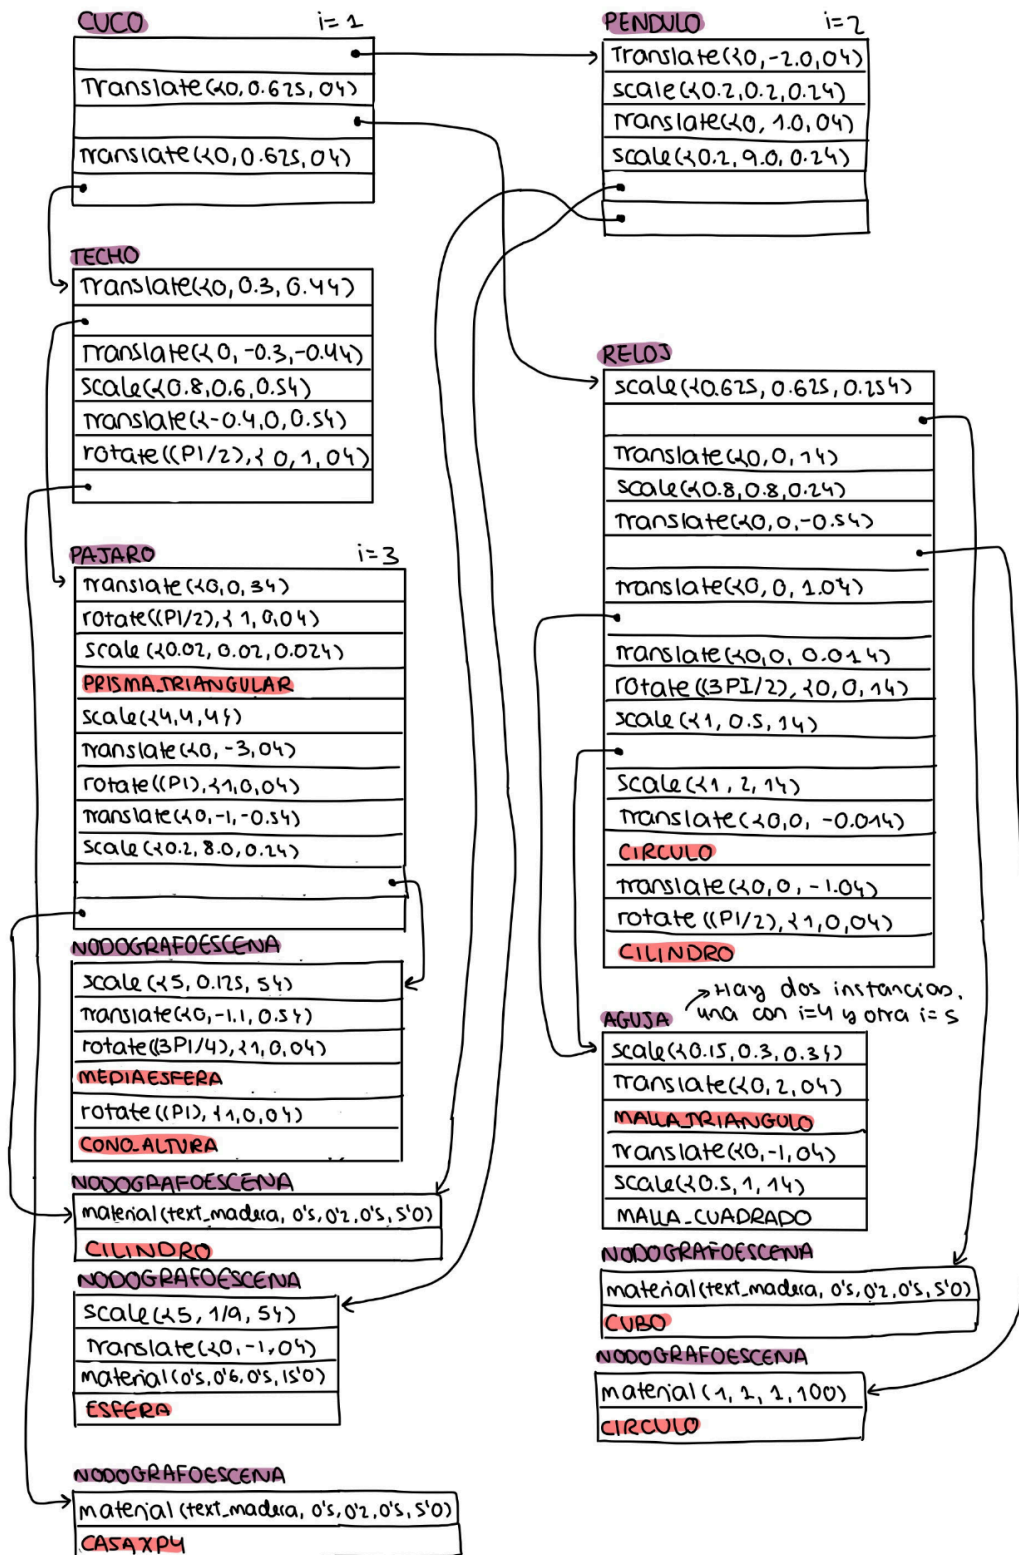 CUCO i=1
Translate({0, 0.625, 0})
Translate({0, 0.625, 0})
TECHO
Translate({0, 0.3, 0.4})
Translate({0, -0.3, -0.4})
scale({0.8, 0.6, 0.5})
Translate({-0.4, 0, 0.5})
rotate((PI/2), {0, 1, 0})
PAJARO i=3
Translate({0, 0, 3})
rotate((PI/2), {1, 0, 0})
scale({0.02, 0.02, 0.02})
PRISMA_TRIANGULAR
scale({4, 4, 4})
Translate({0, -3, 0})
rotate((PI), {1, 0, 0})
Translate({0, -1, -0.5})
scale({0.2, 8.0, 0.2})
NODOGRAFOESCENA
scale({5, 0.125, 5})
Translate({0, -1.1, 0.5})
rotate((3PI/4), {1, 0, 0})
MEDIAESFERA
rotate((PI), {1, 0, 0})
CONO_ALTURA
NODOGRAFOESCENA
material(text_madera, 0's, 0'2, 0's, 5'0)
CILINDRO
NODOGRAFOESCENA
scale({5, 1/9, 5})
Translate({0, -1, 0})
material(0's, 0'6, 0's, 15'0)
ESFERA
NODOGRAFOESCENA
material(text_madera, 0's, 0'2, 0's, 5'0)
CASAXP4
PENDULO i=2
Translate({0, -2.0, 0})
scale({0.2, 0.2, 0.2})
Translate({0, 1.0, 0})
scale({0.2, 9.0, 0.2})
RELOJ
scale({0.625, 0.625, 0.25})
Translate({0, 0, 1})
scale({0.8, 0.8, 0.2})
Translate({0, 0, -0.5})
Translate({0, 0, 1.0})
Translate({0, 0, 0.01})
rotate((3PI/2), {0, 0, 1})
scale({1, 0.5, 1})
scale({1, 2, 1})
Translate({0, 0, -0.01})
CIRCULO
Translate({0, 0, -1.0})
rotate((PI/2), {1, 0, 0})
CILINDRO
Hay dos instancias,
una con i=4 y otra i=5
AGUJA
scale({0.15, 0.3, 0.3})
Translate({0, 2, 0})
MALLA_TRIANGULO
Translate({0, -1, 0})
scale({0.5, 1, 1})
MALLA_CUADRADO
NODOGRAFOESCENA
material(text_madera, 0's, 0'2, 0's, 5'0)
CUBO
NODOGRAFOESCENA
material(1, 1, 1, 100)
CIRCULO